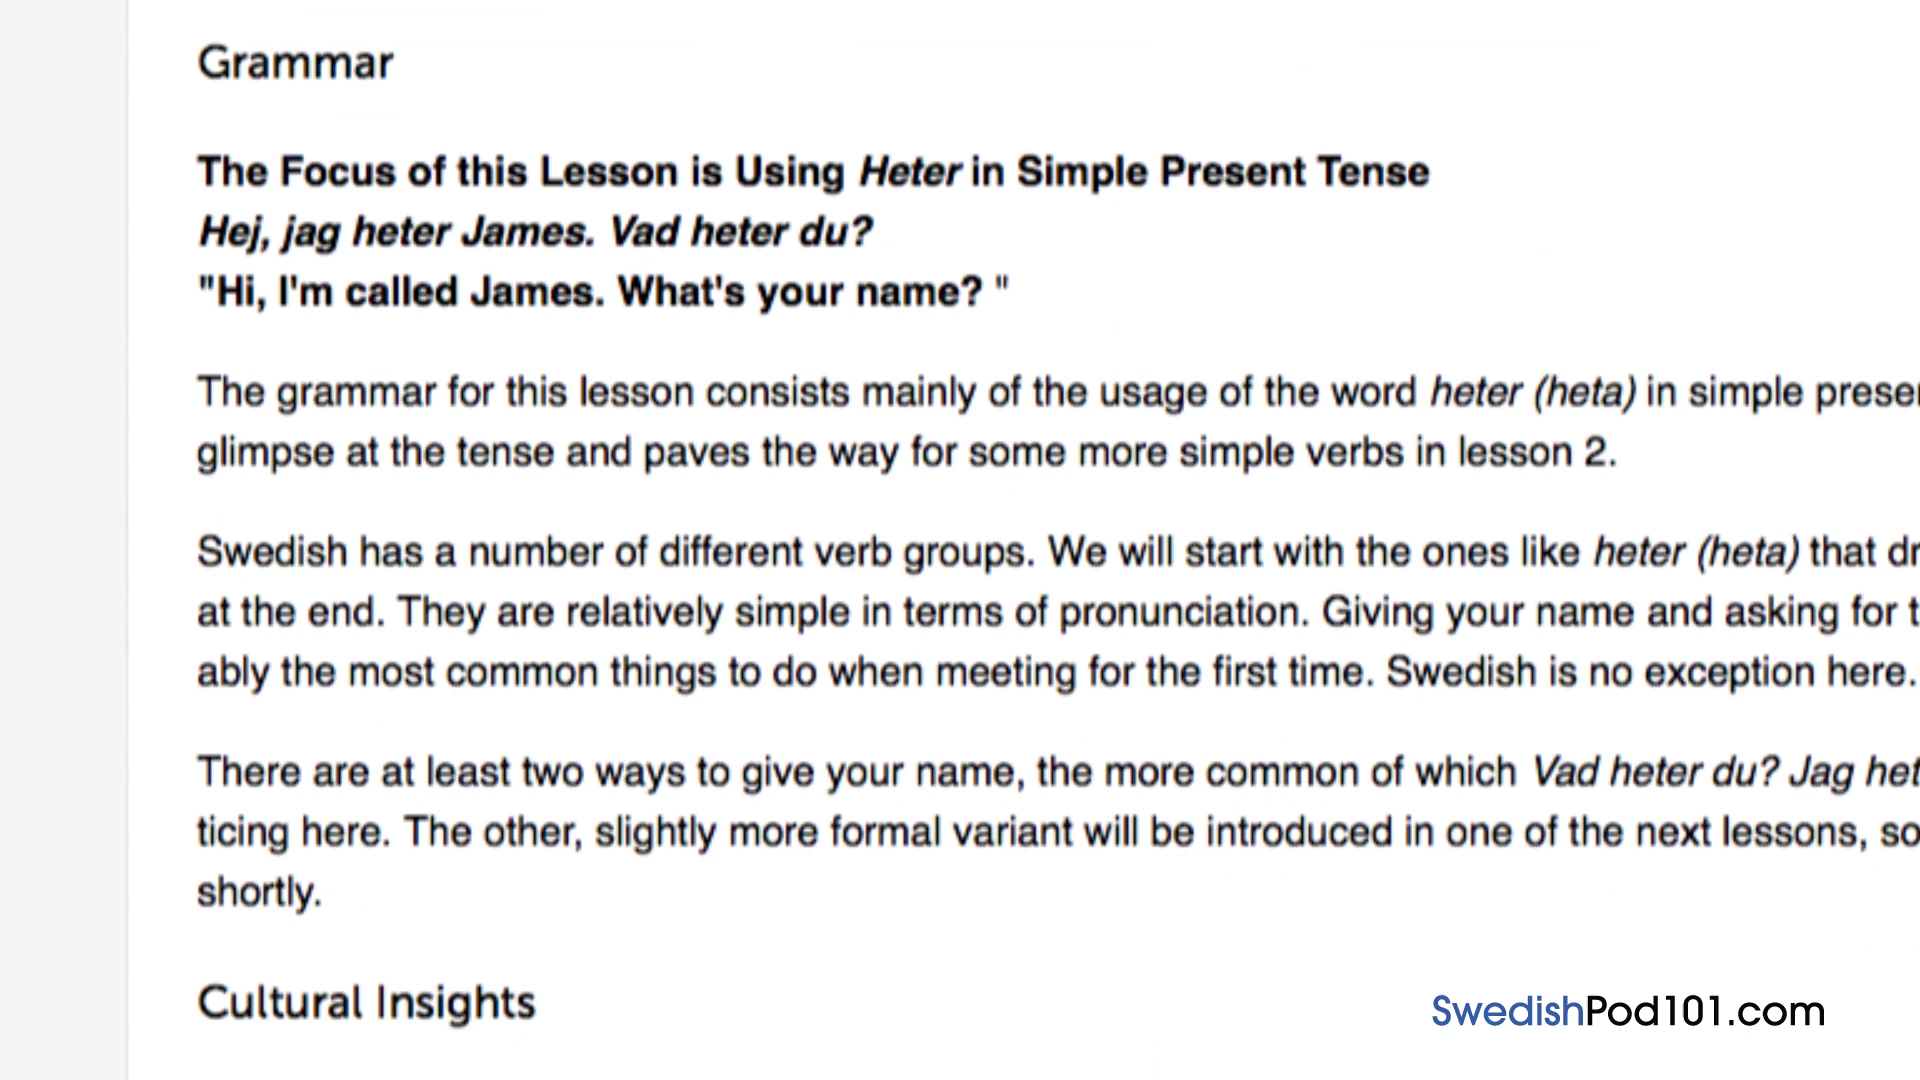 Grammar
The Focus of this Lesson is Using Heter in Simple Present Tense
Hej, jag heter James. Vad heter du?
"Hi, I'm called James. What's your name? "
The grammar for this lesson consists mainly of the usage of the word heter (heta) in simple
glimpse at the tense and paves the way for some more simple verbs in lesson 2.
Swedish has a number of different verb groups. We will start with the ones like heter (heta) that
at the end. They are relatively simple in terms of pronunciation. Giving your name and asking for
ably the most common things to do when meeting for the first time. Swedish is no exception here.
There are at least two ways to give your name, the more common of which Vad heter du? Jag
ticing here. The other, slightly more formal variant will be introduced in one of the next lessons, so
shortly.
Cultural Insights
SwedishPod101.com